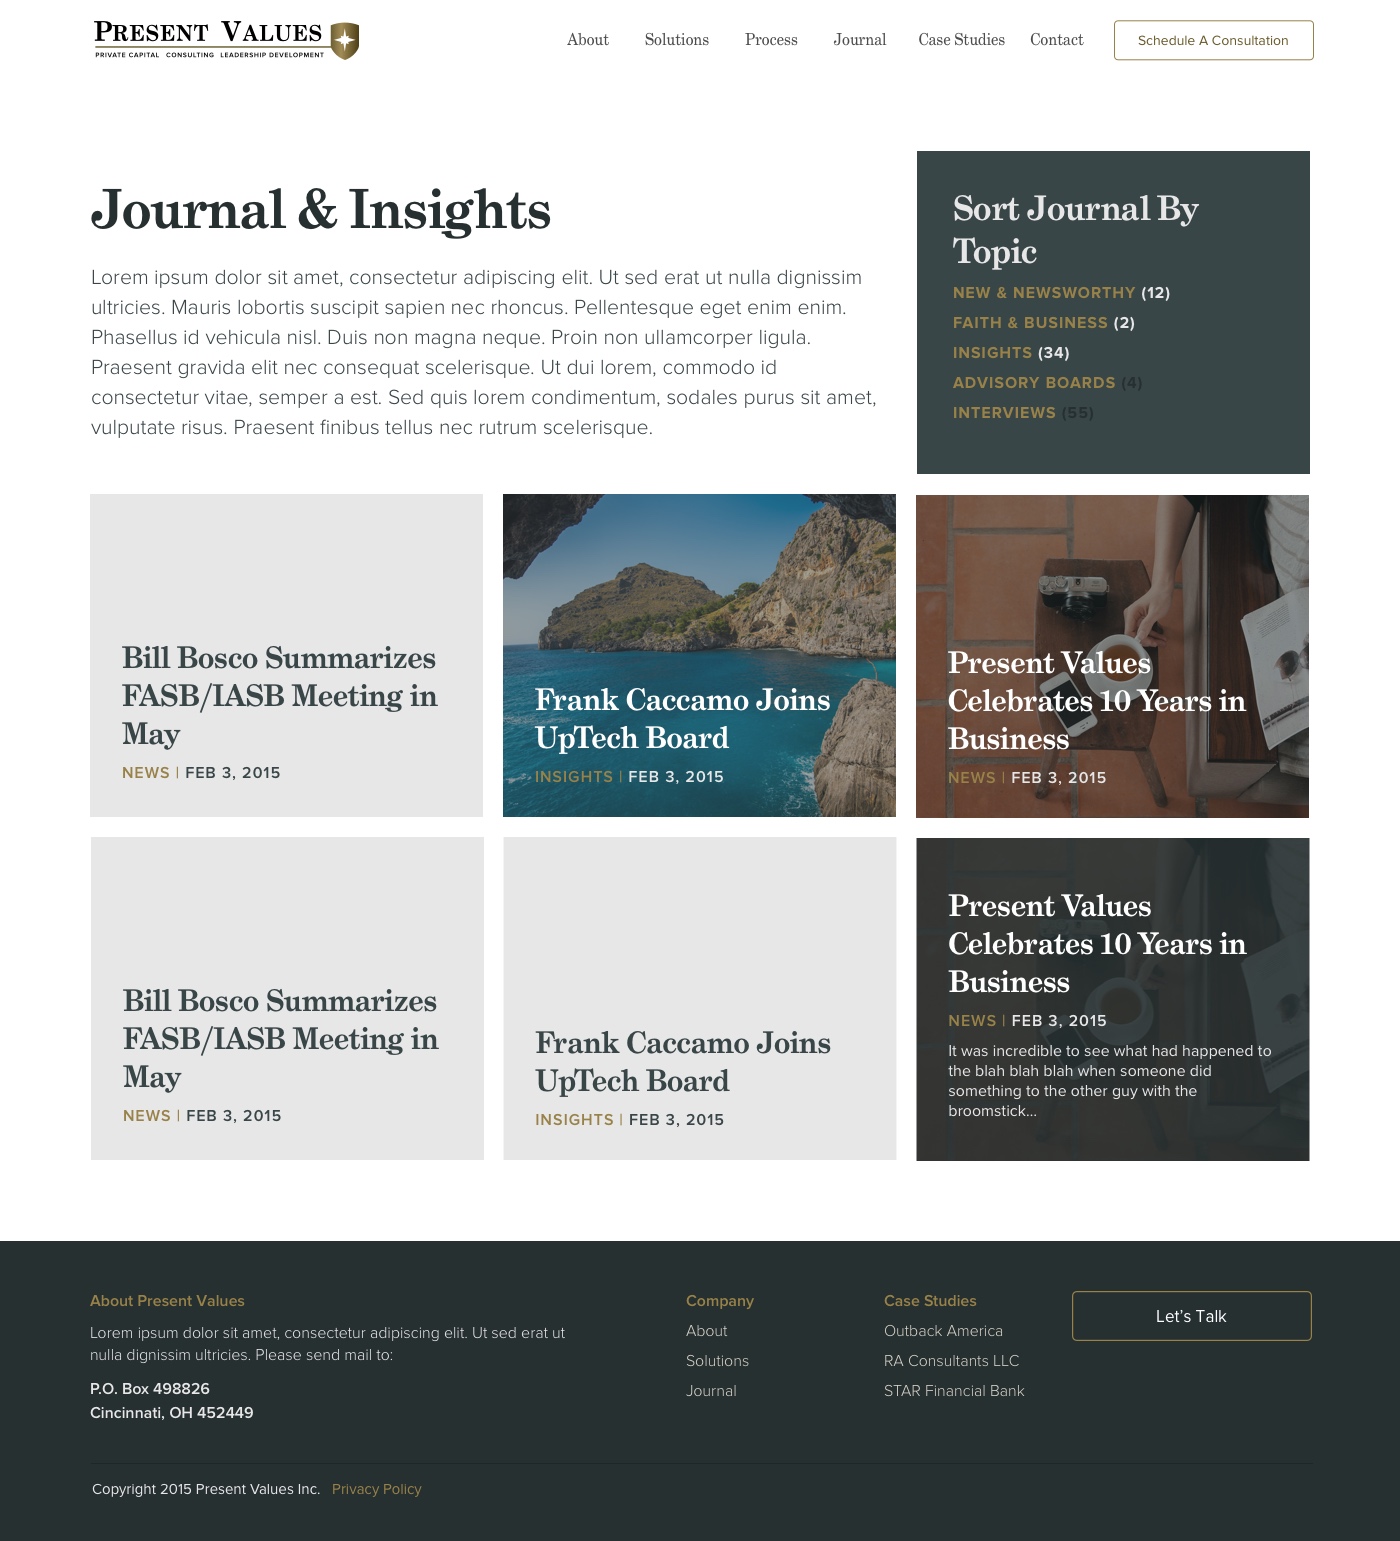 PRESENT VALUES
PRIVATE CAPITAL CONSULTING LEADERSHIP DEVELOPMENT
About Solutions Process Journal Case Studies Contact Schedule A Consultation
Journal & Insights
Lorem ipsum dolor sit amet, consectetur adipiscing elit. Ut sed erat ut nulla dignissim
ultricies. Mauris lobortis suscipit sapien nec rhoncus. Pellentesque eget enim enim.
Phasellus id vehicula nisl. Duis non magna neque. Proin non ullamcorper ligula.
Praesent gravida elit nec consequat scelerisque. Ut dui lorem, commodo id
consectetur vitae, semper a est. Sed quis lorem condimentum, sodales purus sit amet,
vulputate risus. Praesent finibus tellus nec rutrum scelerisque.
Sort Journal By
Topic
NEW & NEWSWORTHY (12)
FAITH & BUSINESS (2)
INSIGHTS (34)
ADVISORY BOARDS (4)
INTERVIEWS (55)
Bill Bosco Summarizes
FASB/IASB Meeting in
May
NEWS | FEB 3, 2015
Frank Caccamo Joins
UpTech Board
INSIGHTS | FEB 3, 2015
Present Values
Celebrates 10 Years in
Business
NEWS | FEB 3, 2015
Bill Bosco Summarizes
FASB/IASB Meeting in
May
NEWS | FEB 3, 2015
Frank Caccamo Joins
UpTech Board
INSIGHTS | FEB 3, 2015
Present Values
Celebrates 10 Years in
Business
NEWS | FEB 3, 2015
It was incredible to see what had happened to
the blah blah blah when someone did
something to the other guy with the
broomstick...
About Present Values
Lorem ipsum dolor sit amet, consectetur adipiscing elit. Ut sed erat ut
nulla dignissim ultricies. Please send mail to:
P.O. Box 498826
Cincinnati, OH 452449
Company
About
Solutions
Journal
Case Studies
Outback America
RA Consultants LLC
STAR Financial Bank
Let's Talk
Copyright 2015 Present Values Inc. Privacy Policy